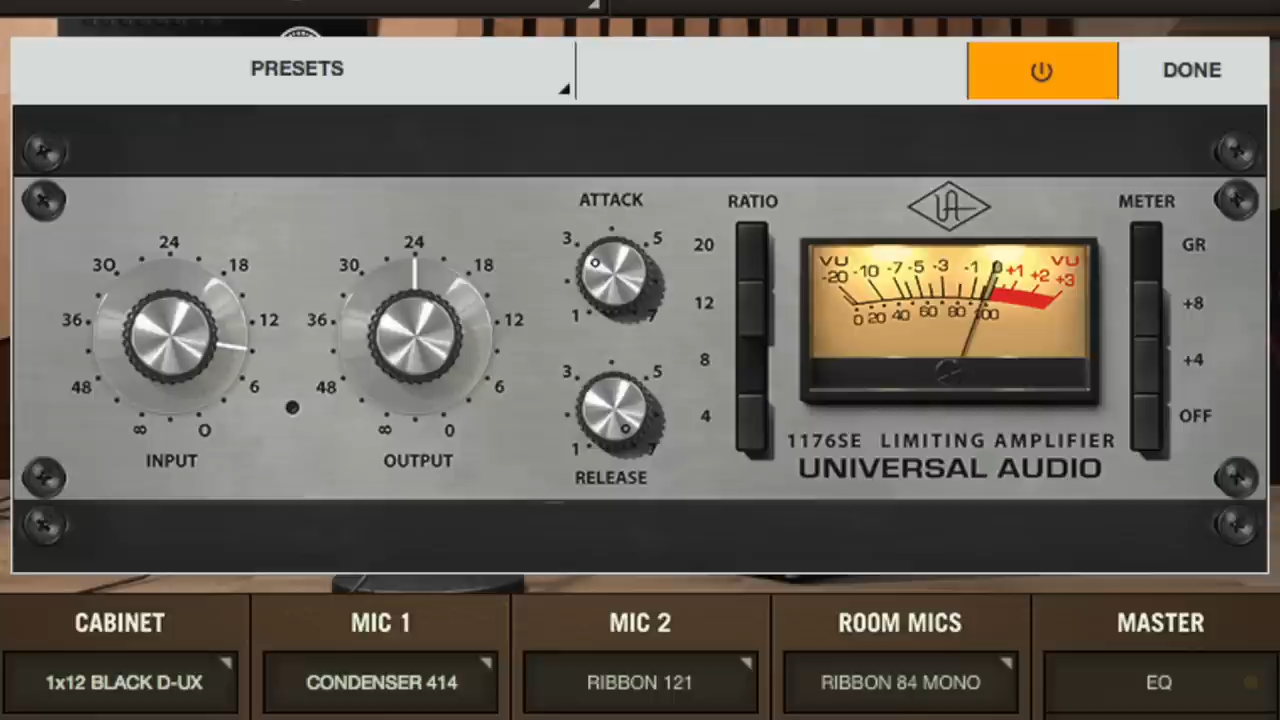 PRESETS
DONE
ATTACK
RATIO
METER
24
30
18
36
12
48
6
∞
0
INPUT
24
30
18
36
12
48
6
∞
0
OUTPUT
3
5
1
7
3
5
1
7
RELEASE
20
12
8
4
VU
-20
-10
-7
-5
-3
-1
0
+1
+2
+3
VU
0
20
40
60
80
100
GR
+8
+4
OFF
1176SE LIMITING AMPLIFIER
UNIVERSAL AUDIO
CABINET
MIC 1
MIC 2
ROOM MICS
MASTER
1x12 BLACK D-UX
CONDENSER 414
RIBBON 121
RIBBON 84 MONO
EQ